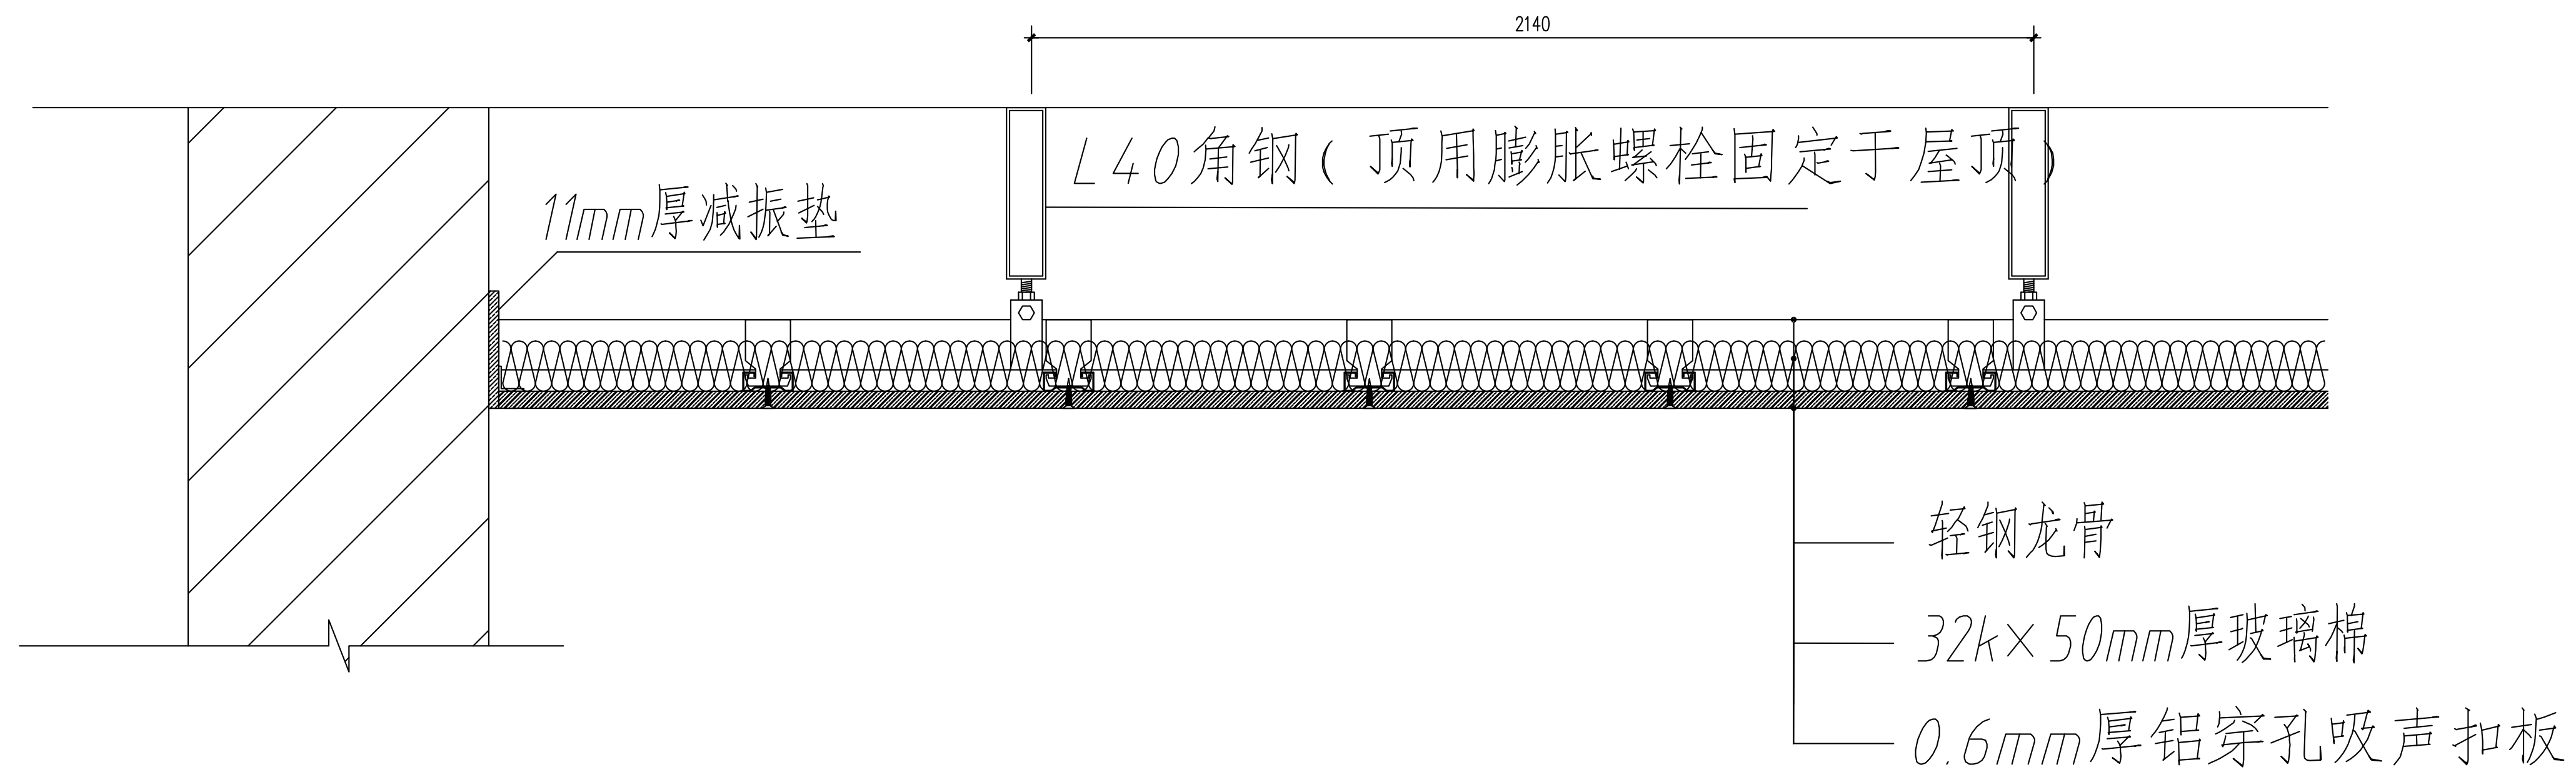 2140
L40角钢(顶用膨胀螺栓固定于屋顶)
11mm厚减振垫
轻钢龙骨
32k×50mm厚玻璃棉
0.6mm厚铝穿孔吸声扣板